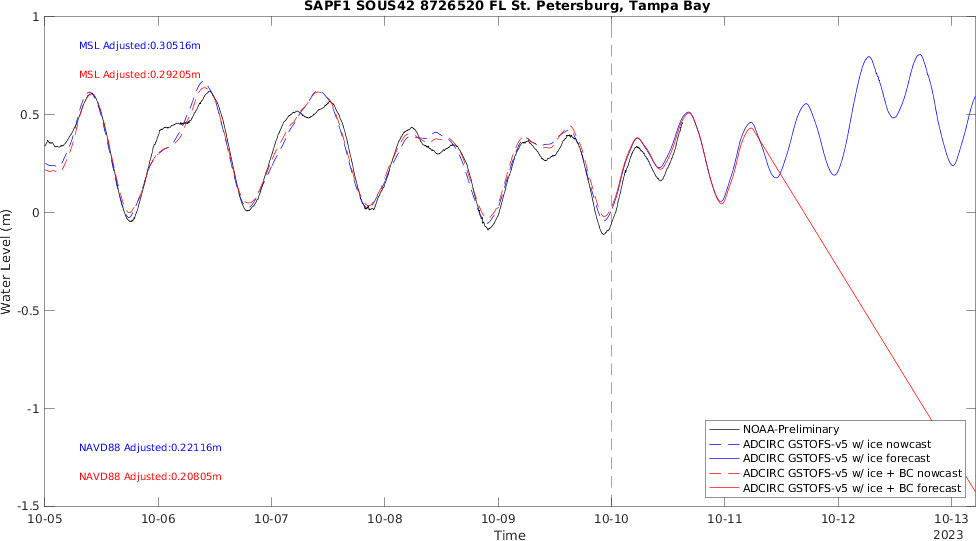 SAPF1 SOUS42 8726520 FL St. Petersburg, Tampa Bay
1
MSL Adjusted:0.30516m
MSL Adjusted:0.29205m
0.5
0
Water Level (m)
-0.5
-1
NAVD88 Adjusted:0.22116m
NAVD88 Adjusted:0.20805m
-1.5
NOAA-Preliminary
ADCIRC GSTOFS-v5 w/ ice nowcast
ADCIRC GSTOFS-v5 w/ ice forecast
ADCIRC GSTOFS-v5 w/ ice + BC nowcast
ADCIRC GSTOFS-v5 w/ ice + BC forecast
10-05 10-06 10-07 10-08 10-09 10-10 10-11 10-12 10-13
Time
2023